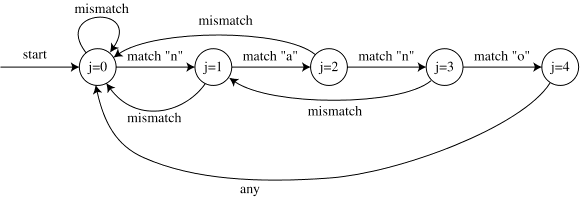 mismatch
mismatch
start
match "n"
match "a"
match "n"
match "o"
j=0
j=1
j=2
j=3
j=4
mismatch
mismatch
any